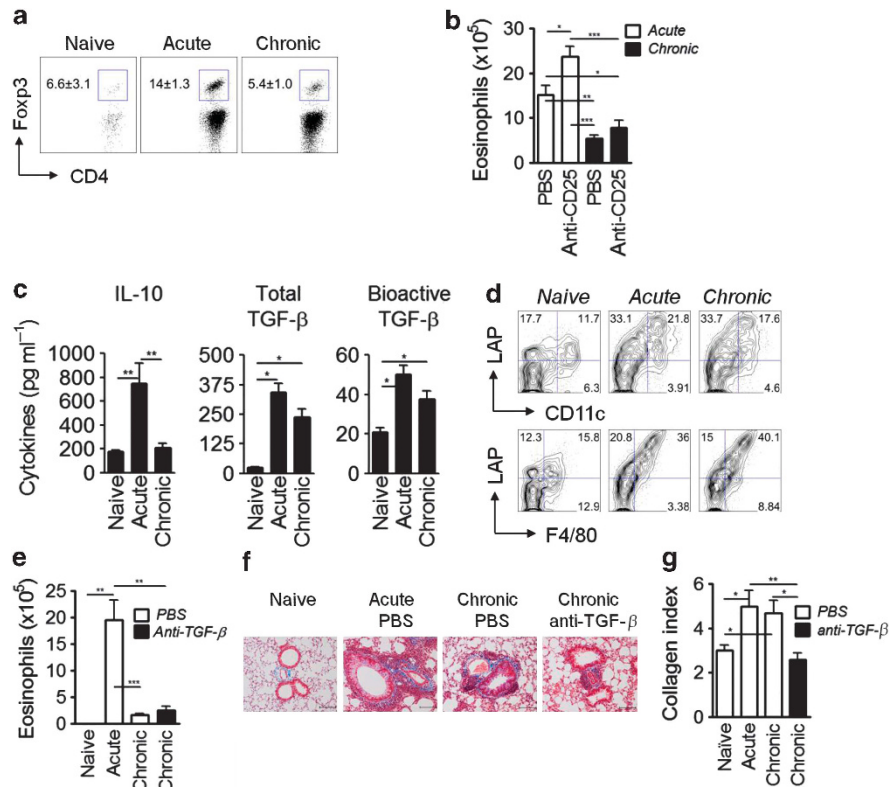 a
Naive Acute Chronic
6.6±3.1 14±1.3 5.4±1.0
Foxp3
CD4
b
Eosinophils (x10⁵)
30
20
10
0
* *** * ** ***
Acute
Chronic
PBS Anti-CD25 PBS Anti-CD25
c
IL-10 Total TGF-β Bioactive TGF-β
Cytokines (pg ml⁻¹)
1000
800
600
400
200
0
** **
Naive Acute Chronic
500
375
250
125
0
* *
Naive Acute Chronic
60
40
20
0
* *
Naive Acute Chronic
d
Naive Acute Chronic
17.7 11.7 33.1 21.8 33.7 17.6
6.3 3.91 4.6
LAP
CD11c
12.3 15.8 20.8 36 15 40.1
12.9 3.38 8.84
LAP
F4/80
e
Eosinophils (x10⁵)
25
20
15
10
5
0
** ** ***
PBS
Anti-TGF-β
Naive Acute Chronic Chronic
f
Naive
Acute PBS
Chronic PBS
Chronic anti-TGF-β
g
Collagen index
6
4
2
0
* ** * *
PBS
anti-TGF-β
Naïve Acute Chronic Chronic